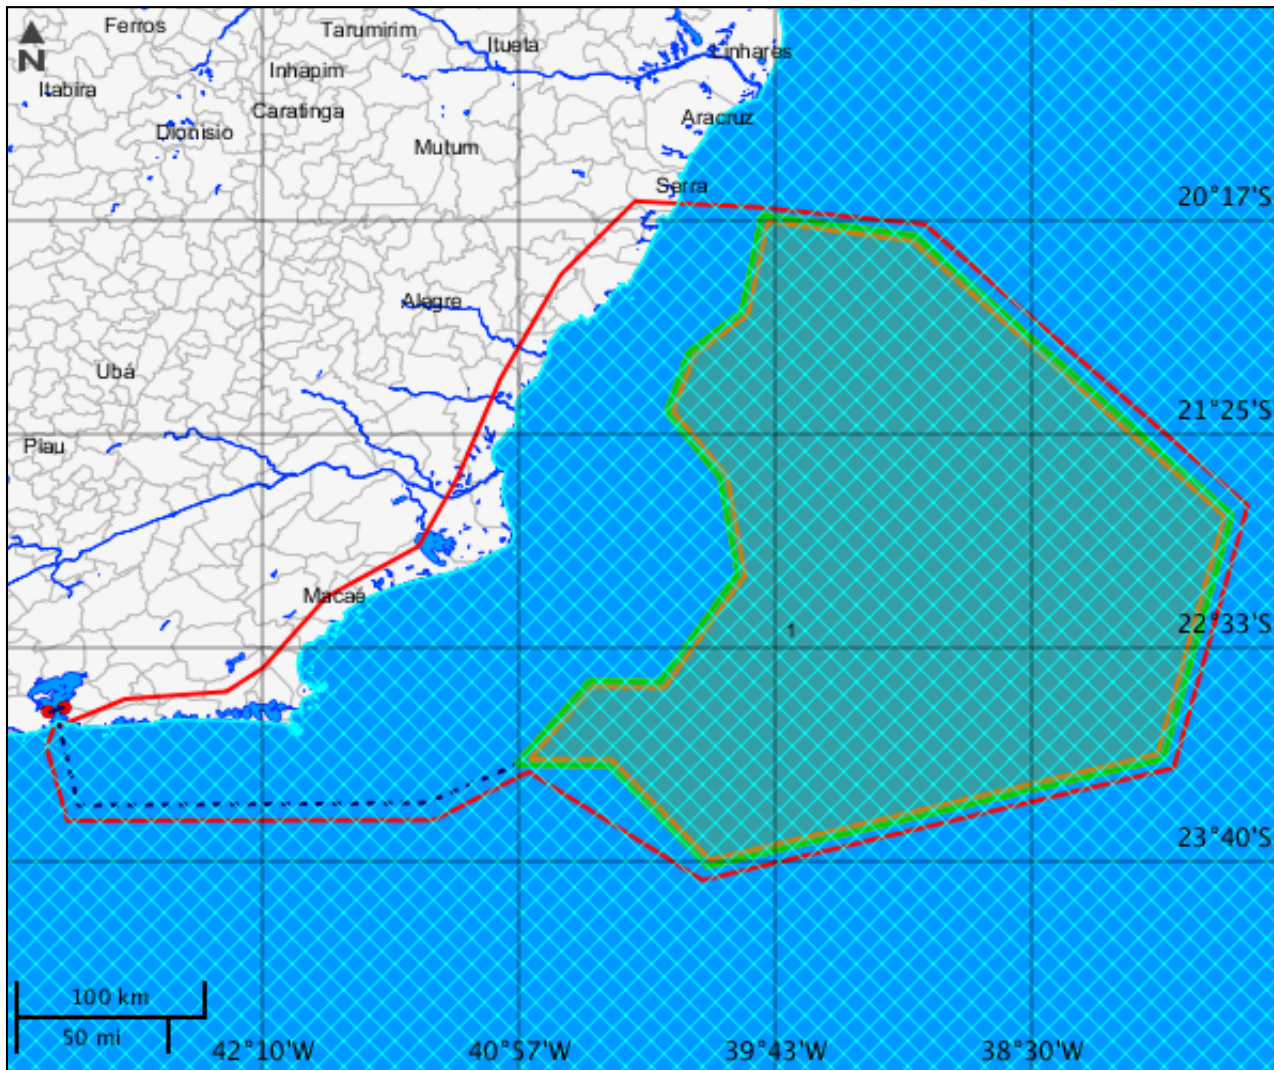 Ferros
Tarumirim
Itueta
Linhares
N
Inhapim
Itabira
Caratinga
Aracruz
Dionísio
Mutum
Serra
20°17'S
Alegre
Ubá
21°25'S
Piau
Macaé
1
22°33'S
23°40'S
100 km
50 mi
42°10'W
40°57'W
39°43'W
38°30'W